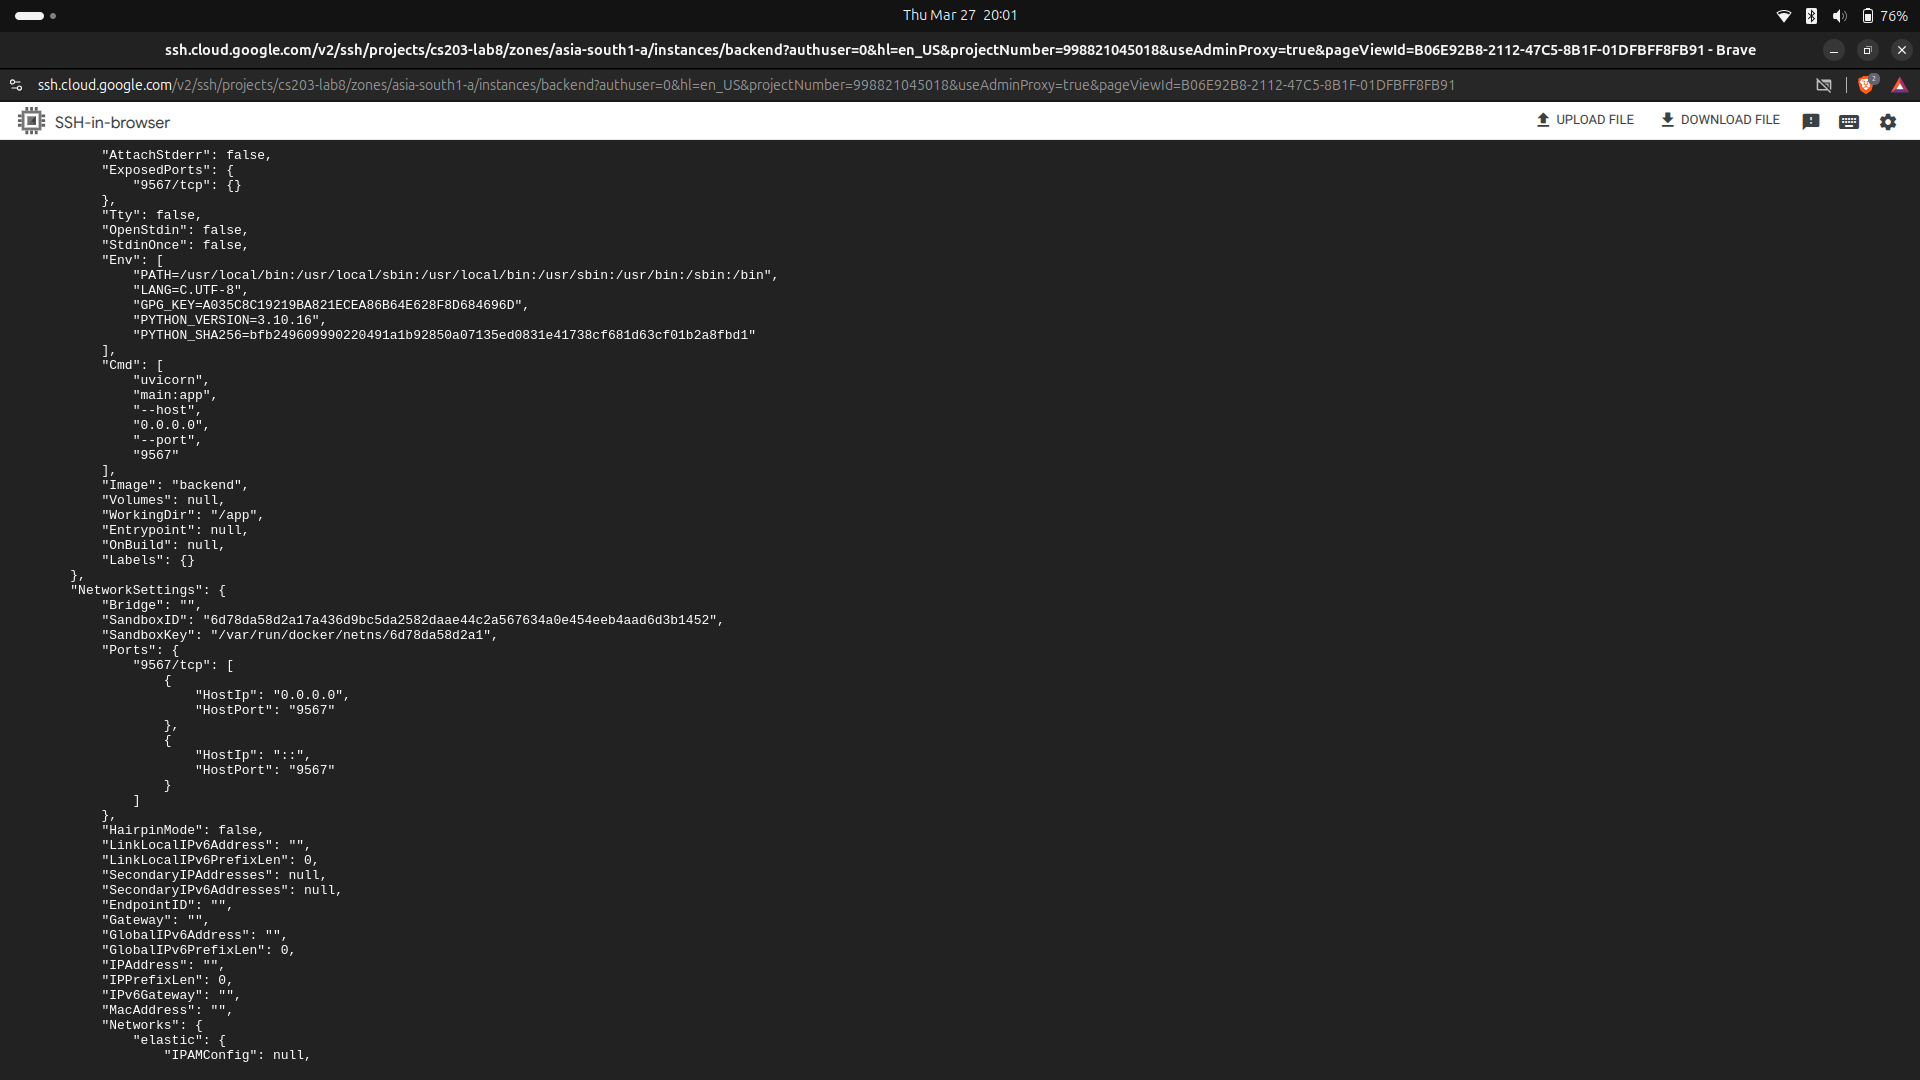 Thu Mar 27  20:01
76%
ssh.cloud.google.com/v2/ssh/projects/cs203-lab8/zones/asia-south1-a/instances/backend?authuser=0&hl=en_US&projectNumber=998821045018&useAdminProxy=true&pageViewId=B06E92B8-2112-47C5-8B1F-01DFBFF8FB91 - Brave
ssh.cloud.google.com/v2/ssh/projects/cs203-lab8/zones/asia-south1-a/instances/backend?authuser=0&hl=en_US&projectNumber=998821045018&useAdminProxy=true&pageViewId=B06E92B8-2112-47C5-8B1F-01DFBFF8FB91
2
SSH-in-browser
UPLOAD FILE
DOWNLOAD FILE
            "AttachStderr": false,
            "ExposedPorts": {
                "9567/tcp": {}
            },
            "Tty": false,
            "OpenStdin": false,
            "StdinOnce": false,
            "Env": [
                "PATH=/usr/local/bin:/usr/local/sbin:/usr/local/bin:/usr/sbin:/usr/bin:/sbin:/bin",
                "LANG=C.UTF-8",
                "GPG_KEY=A035C8C19219BA821ECEA86B64E628F8D684696D",
                "PYTHON_VERSION=3.10.16",
                "PYTHON_SHA256=bfb249609990220491a1b92850a07135ed0831e41738cf681d63cf01b2a8fbd1"
            ],
            "Cmd": [
                "uvicorn",
                "main:app",
                "--host",
                "0.0.0.0",
                "--port",
                "9567"
            ],
            "Image": "backend",
            "Volumes": null,
            "WorkingDir": "/app",
            "Entrypoint": null,
            "OnBuild": null,
            "Labels": {}
        },
        "NetworkSettings": {
            "Bridge": "",
            "SandboxID": "6d78da58d2a17a436d9bc5da2582daae44c2a567634a0e454eeb4aad6d3b1452",
            "SandboxKey": "/var/run/docker/netns/6d78da58d2a1",
            "Ports": {
                "9567/tcp": [
                    {
                        "HostIp": "0.0.0.0",
                        "HostPort": "9567"
                    },
                    {
                        "HostIp": "::",
                        "HostPort": "9567"
                    }
                ]
            },
            "HairpinMode": false,
            "LinkLocalIPv6Address": "",
            "LinkLocalIPv6PrefixLen": 0,
            "SecondaryIPAddresses": null,
            "SecondaryIPv6Addresses": null,
            "EndpointID": "",
            "Gateway": "",
            "GlobalIPv6Address": "",
            "GlobalIPv6PrefixLen": 0,
            "IPAddress": "",
            "IPPrefixLen": 0,
            "IPv6Gateway": "",
            "MacAddress": "",
            "Networks": {
                "elastic": {
                    "IPAMConfig": null,